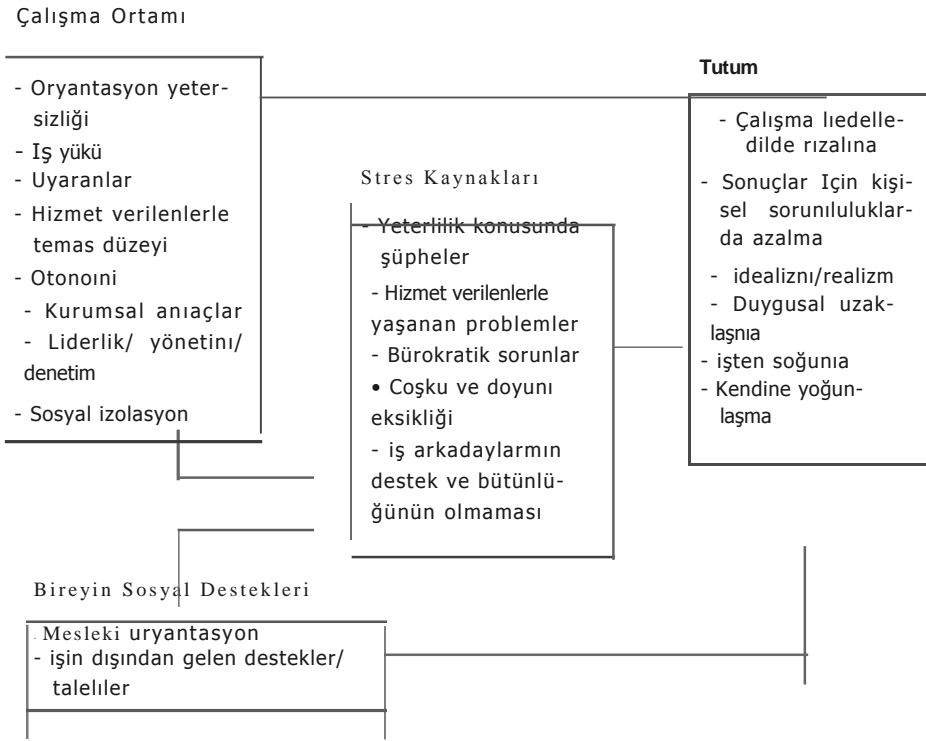 Çalışma Ortamı
- Oryantasyon yeter-
sizliği
- Iş yükü
- Uyaranlar
- Hizmet verilenlerle
temas düzeyi
- Otonoıni
- Kurumsal anıaçlar
- Liderlik/ yönetinı/
denetim
- Sosyal izolasyon
Stres Kaynakları
- Yeterlilik konusunda
şüpheler
- Hizmet verilenlerle
yaşanan problemler
- Bürokratik sorunlar
• Coşku ve doyunı
eksikliği
- iş arkadaylarmın
destek ve bütünlü-
ğünün olmaması
Tutum
- Çalışma lıedelle-
dilde rızalına
- Sonuçlar Için kişi-
sel sorunıluluklar-
da azalma
- idealiznı/realizm
- Duygusal uzak-
laşnıa
- işten soğunıa
- Kendine yoğun-
laşma
Bireyin Sosyal Destekleri
- Mesleki uryantasyon
- işin dışından gelen destekler/
talelıler